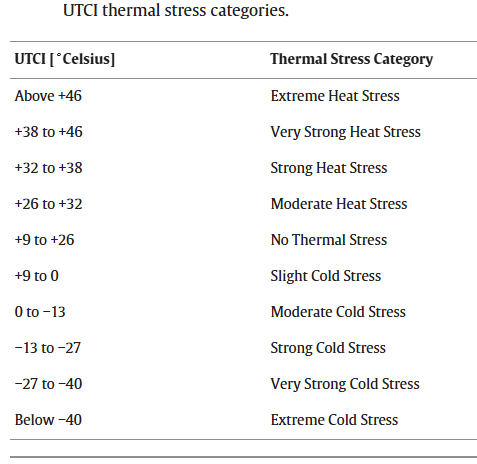 UTCI thermal stress categories.
UTCI [°Celsius] Thermal Stress Category
Above +46 Extreme Heat Stress
+38 to +46 Very Strong Heat Stress
+32 to +38 Strong Heat Stress
+26 to +32 Moderate Heat Stress
+9 to +26 No Thermal Stress
+9 to 0 Slight Cold Stress
0 to −13 Moderate Cold Stress
−13 to −27 Strong Cold Stress
−27 to −40 Very Strong Cold Stress
Below −40 Extreme Cold Stress